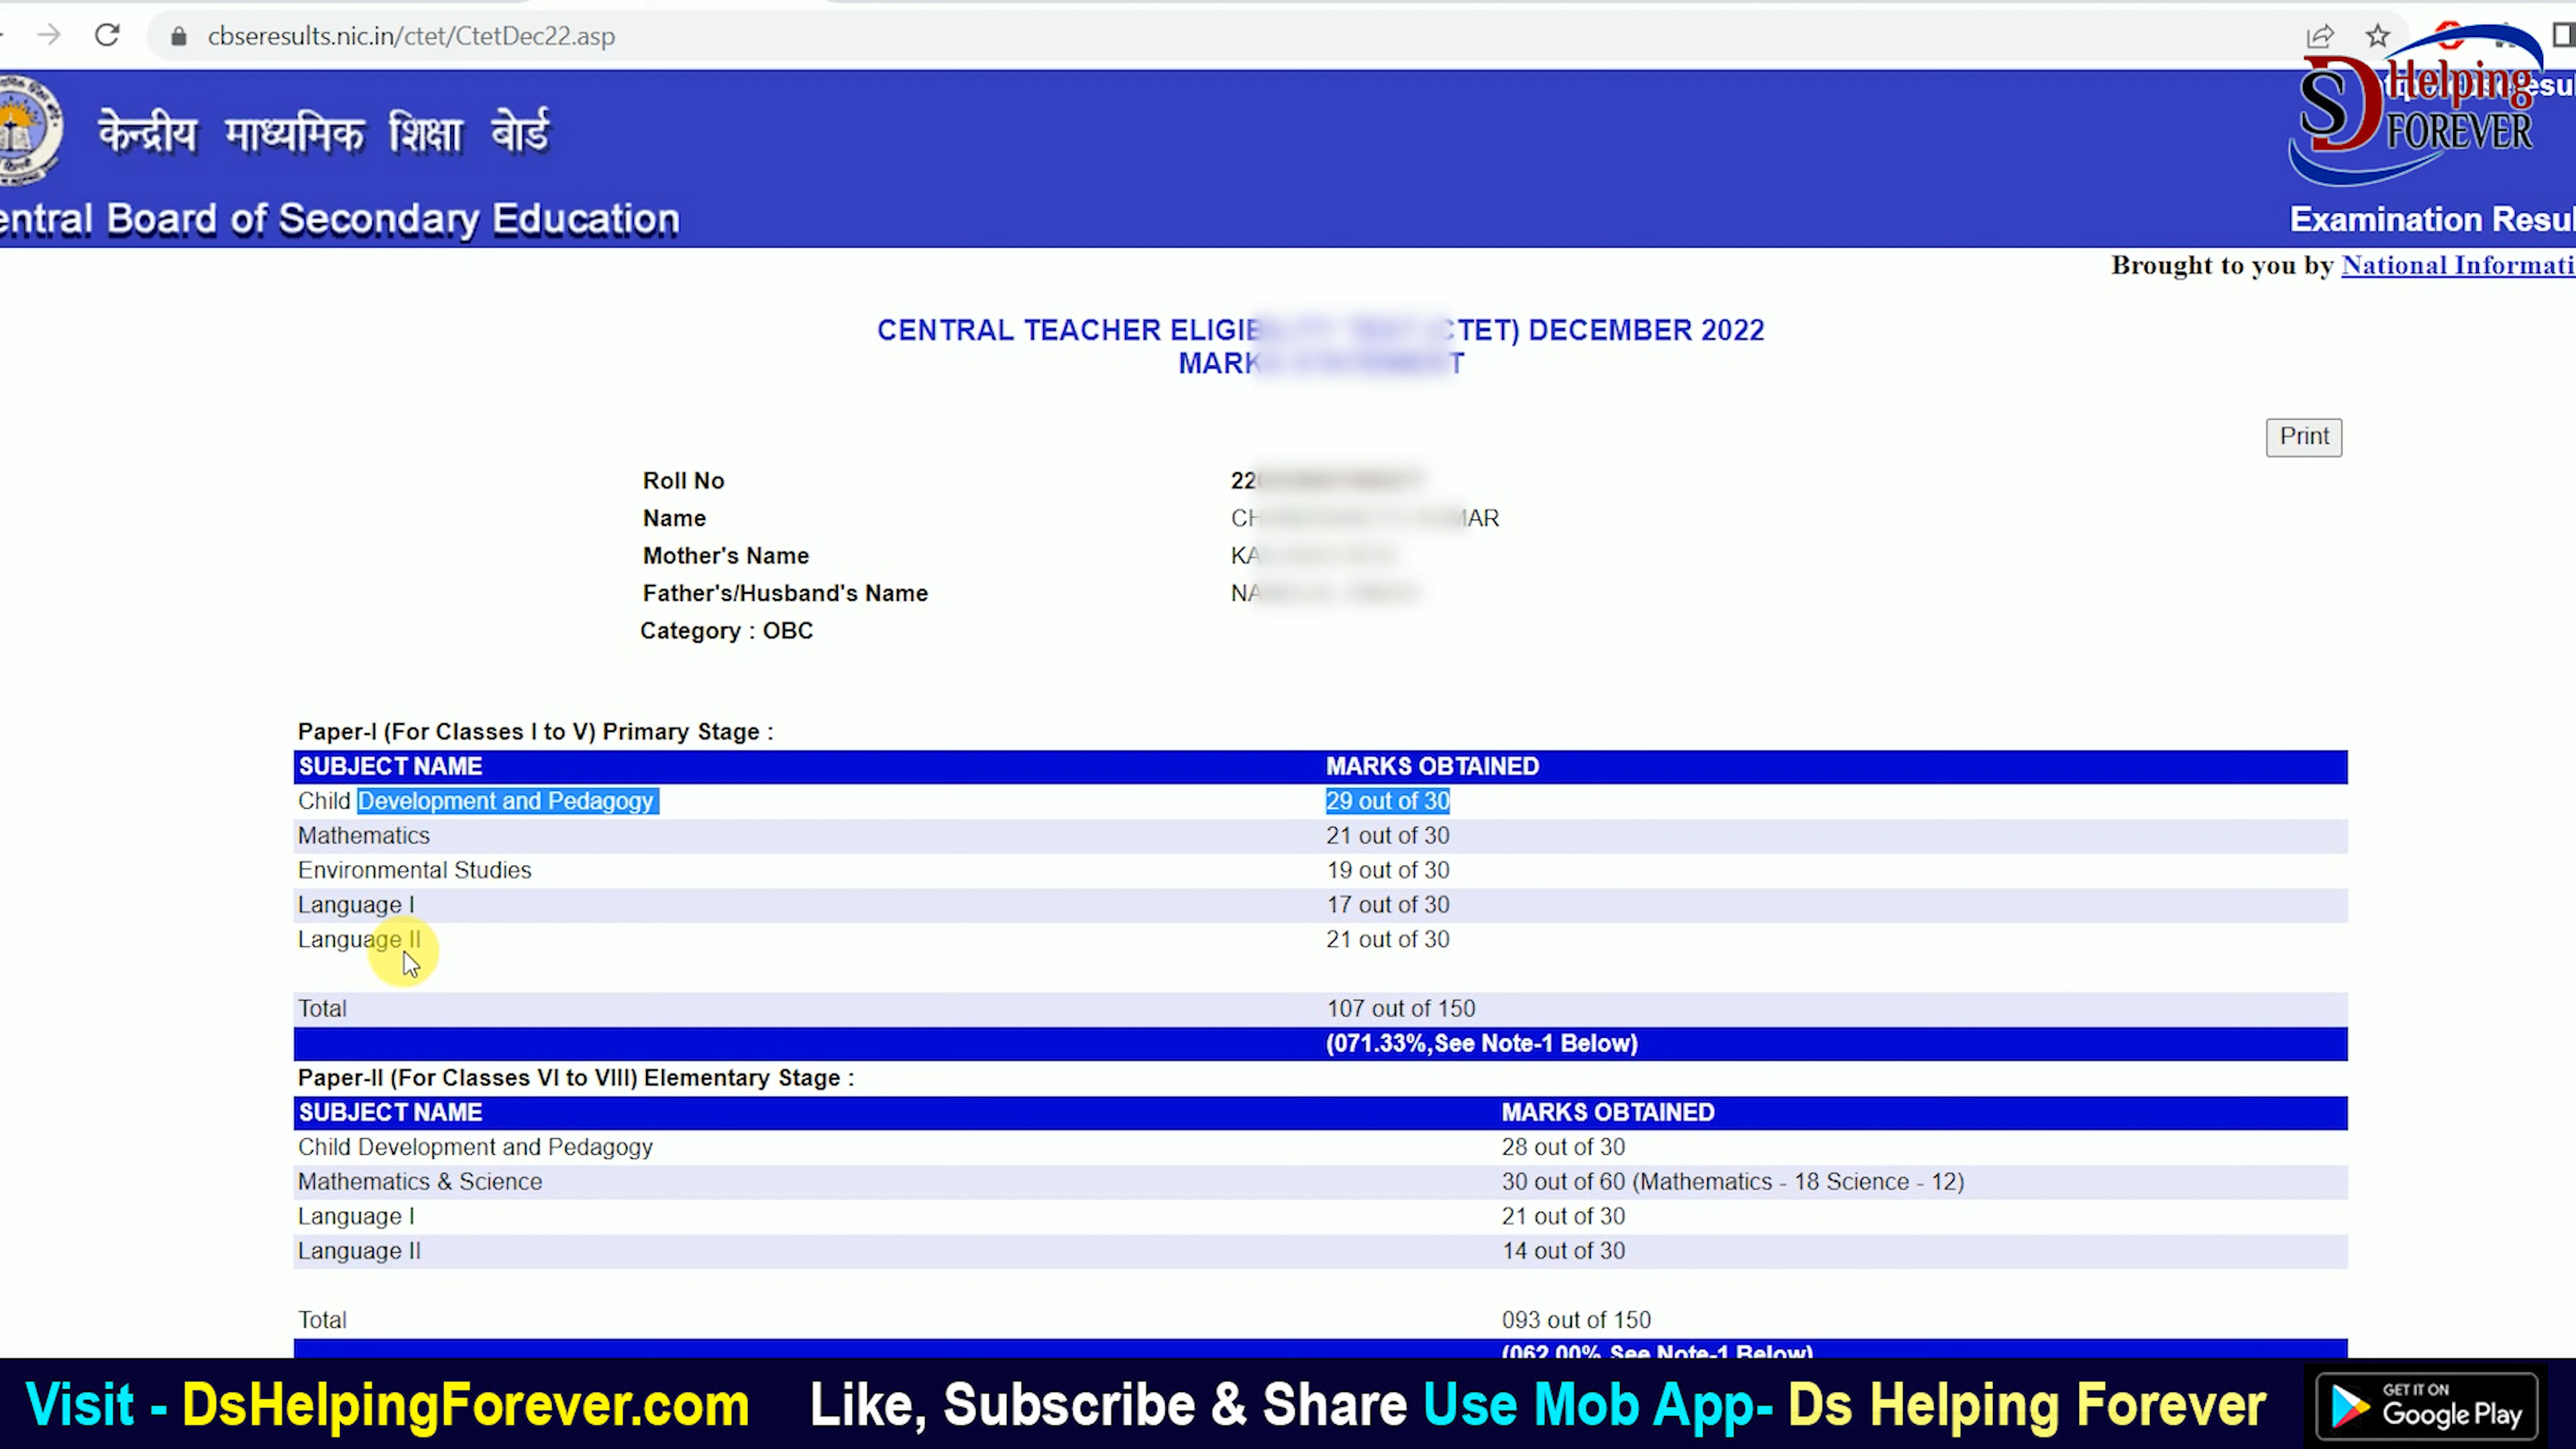 cbseresults.nic.in/ctet/CtetDec22.asp
SD Helping FOREVER
केन्द्रीय माध्यमिक शिक्षा बोर्ड
entral Board of Secondary Education
Examination Resul
Brought to you by National Informati
CENTRAL TEACHER TET) DECEMBER 2022
Print
Roll No 22
Name CH MAR
Mother's Name KA
Father's/Husband's Name NA
Category : OBC
Paper-I (For Classes I to V) Primary Stage :
SUBJECT NAME MARKS OBTAINED
Child Development and Pedagogy 29 out of 30
Mathematics 21 out of 30
Environmental Studies 19 out of 30
Language I 17 out of 30
Language II 21 out of 30
Total 107 out of 150
(071.33%,See Note-1 Below)
Paper-II (For Classes VI to VIII) Elementary Stage :
SUBJECT NAME MARKS OBTAINED
Child Development and Pedagogy 28 out of 30
Mathematics & Science 30 out of 60 (Mathematics - 18 Science - 12)
Language I 21 out of 30
Language II 14 out of 30
Total 093 out of 150
(062.00%,See Note-1 Below)
Visit - DsHelpingForever.com Like, Subscribe & Share Use Mob App- Ds Helping Forever
GET IT ON
Google Play